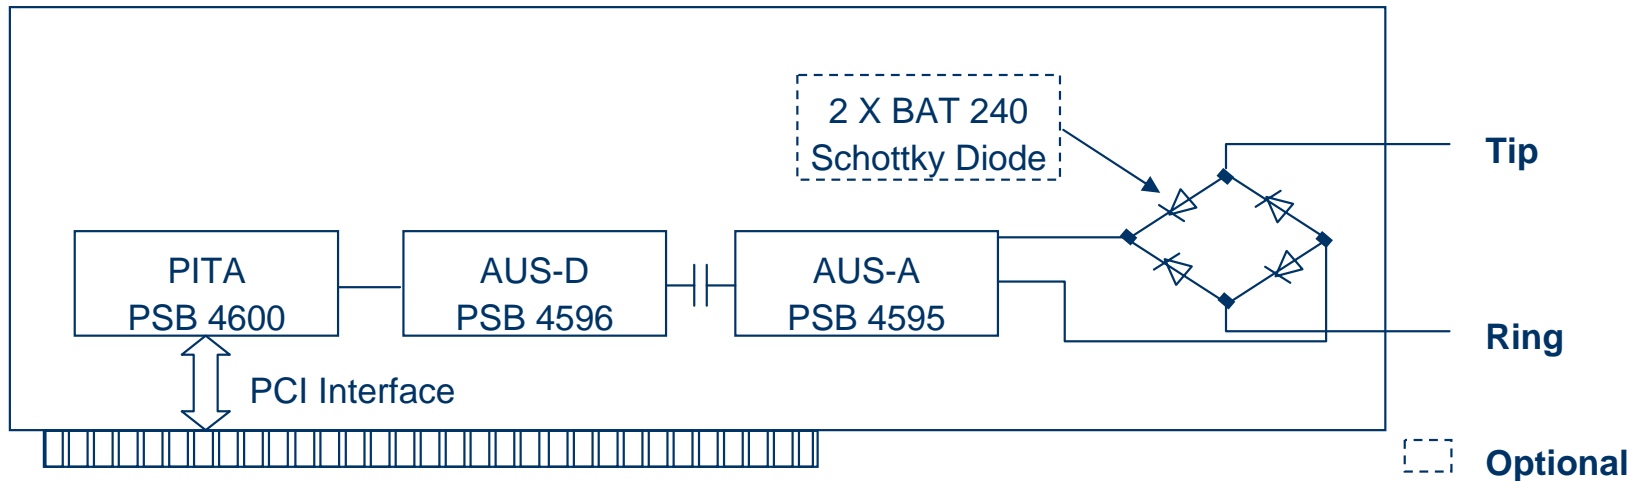 2 X BAT 240
Schottky Diode
Tip
PITA
PSB 4600
AUS-D
PSB 4596
AUS-A
PSB 4595
Ring
PCI Interface
Optional